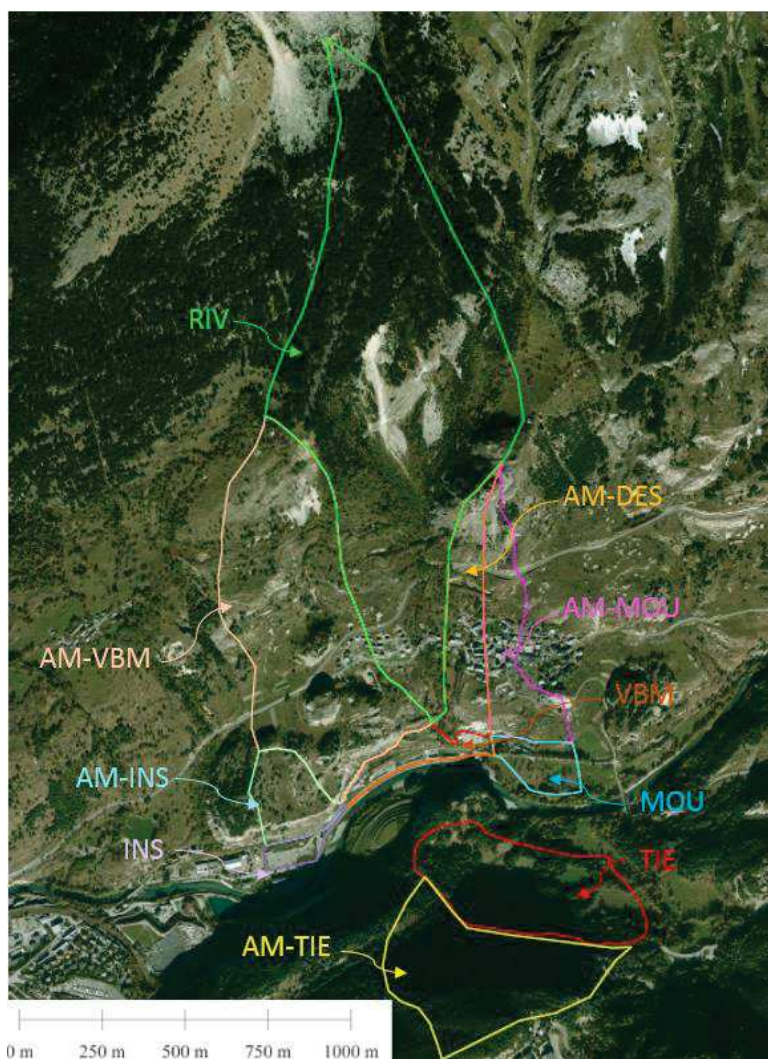 RIV
AM-DES
AM-MOU
AM-VBM
VBM
AM-INS
MOU
INS
TIE
AM-TIE
0 m 250 m 500 m 750 m 1000 m